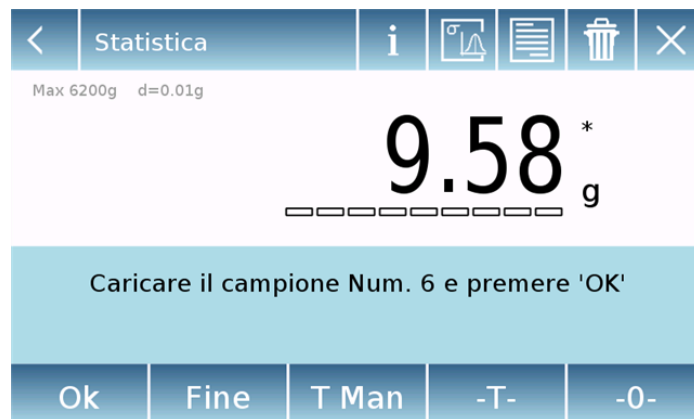 Statistica
i
σ
Max 6200g d=0.01g
9.58 * g
Caricare il campione Num. 6 e premere 'OK'
Ok Fine T Man -T- -0-